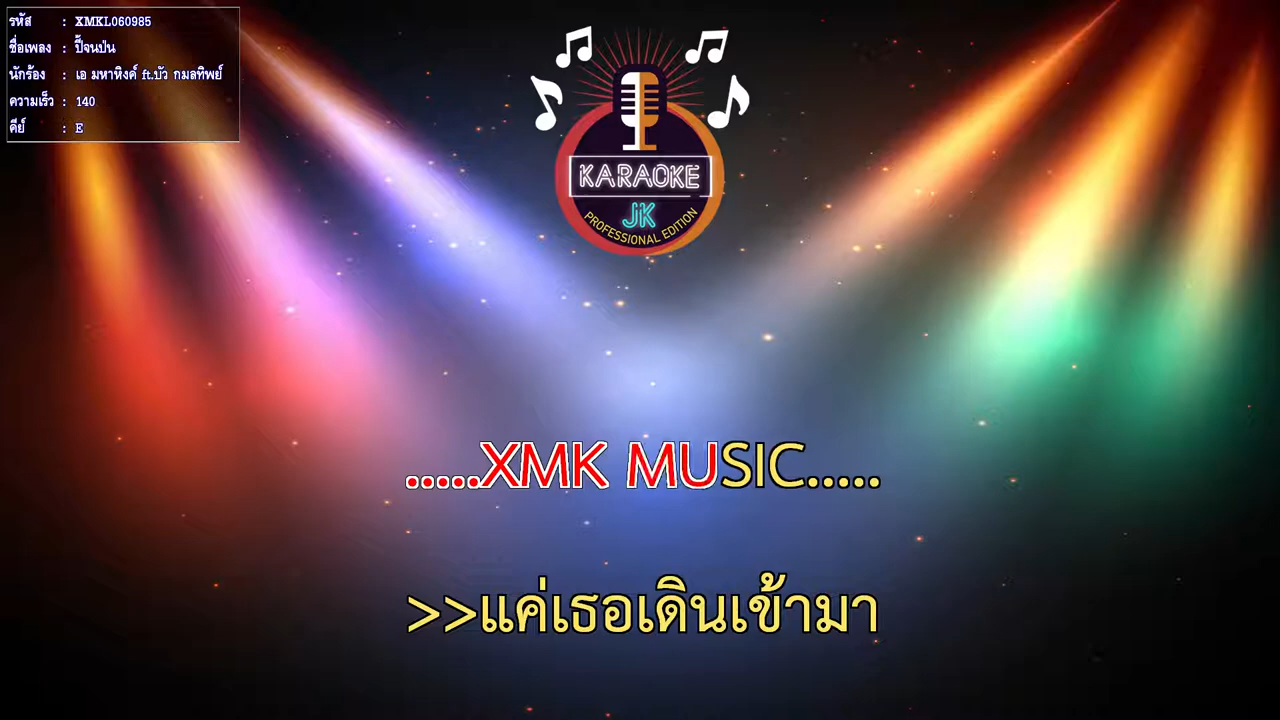 รหัส : XMKL060985
ชื่อเพลง : ปี้จนป่น
นักร้อง : เอ มหาหิงค์ ft.บัว กมลทิพย์
ความเร็ว : 140
คีย์ : E
KARAOKE
JK
PROFESSIONAL EDITION
.....XMK MUSIC.....
>>แค่เธอเดินเข้ามา